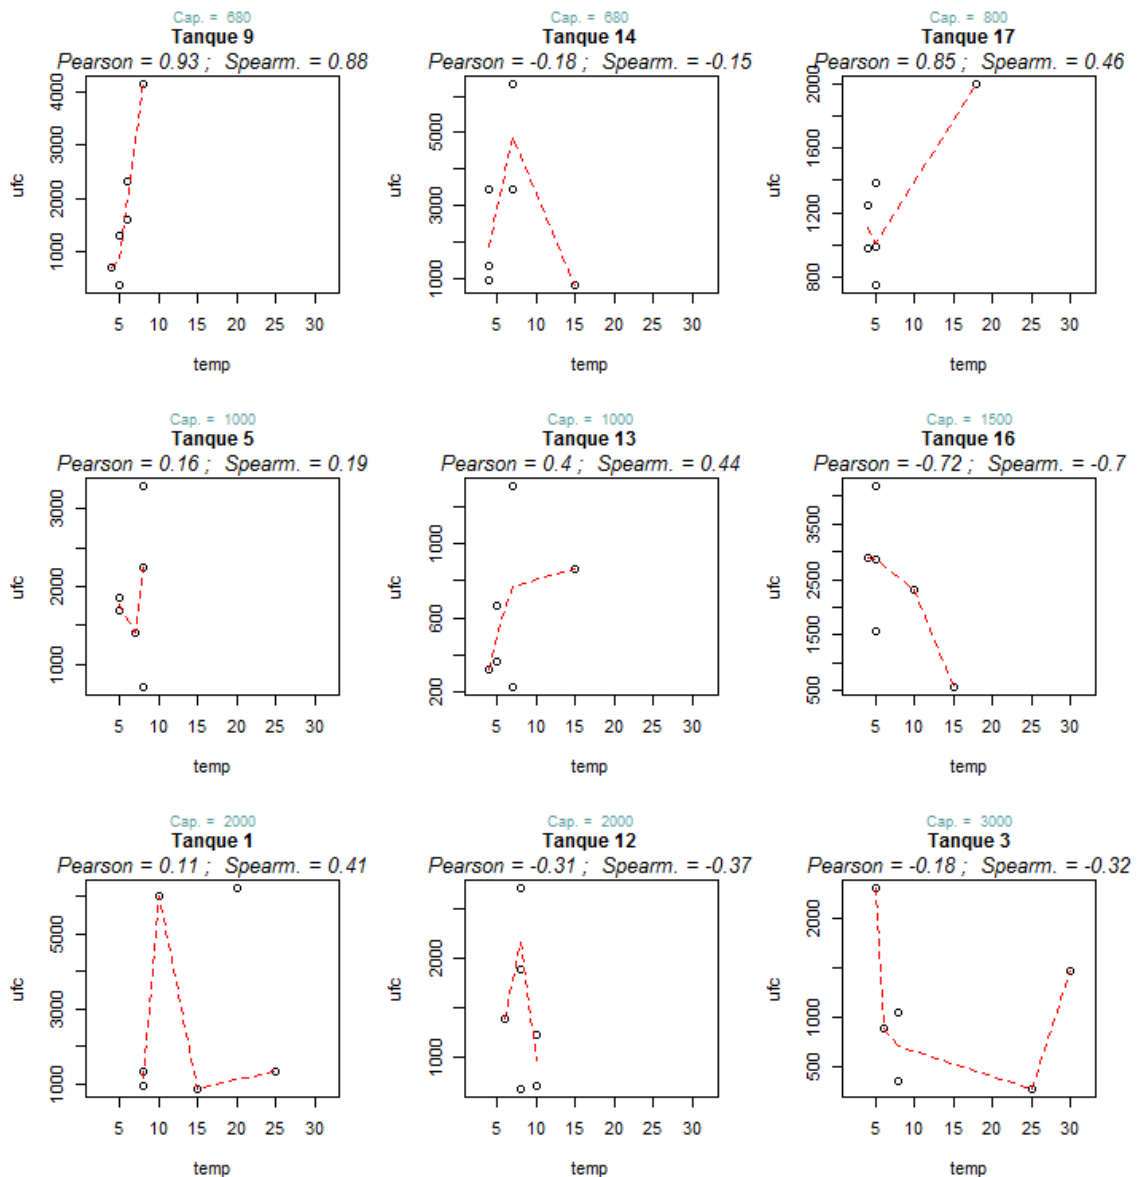 Cap. = 680
Tanque 9
Pearson = 0.93 ; Spearm. = 0.88
ufc
4000
3000
2000
1000
5 10 15 20 25 30
temp
Cap. = 680
Tanque 14
Pearson = -0.18 ; Spearm. = -0.15
ufc
5000
3000
1000
5 10 15 20 25 30
temp
Cap. = 800
Tanque 17
Pearson = 0.85 ; Spearm. = 0.46
ufc
2000
1600
1200
800
5 10 15 20 25 30
temp
Cap. = 1000
Tanque 5
Pearson = 0.16 ; Spearm. = 0.19
ufc
3000
2000
1000
5 10 15 20 25 30
temp
Cap. = 1000
Tanque 13
Pearson = 0.4 ; Spearm. = 0.44
ufc
1000
600
200
5 10 15 20 25 30
temp
Cap. = 1500
Tanque 16
Pearson = -0.72 ; Spearm. = -0.7
ufc
3500
2500
1500
500
5 10 15 20 25 30
temp
Cap. = 2000
Tanque 1
Pearson = 0.11 ; Spearm. = 0.41
ufc
5000
3000
1000
5 10 15 20 25 30
temp
Cap. = 2000
Tanque 12
Pearson = -0.31 ; Spearm. = -0.37
ufc
2000
1000
5 10 15 20 25 30
temp
Cap. = 3000
Tanque 3
Pearson = -0.18 ; Spearm. = -0.32
ufc
2000
1000
500
5 10 15 20 25 30
temp